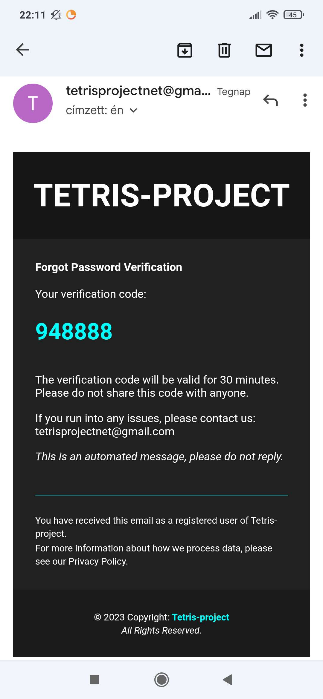 22:11
45
tetrisprojectnet@gma... Tegnap
T
címzett: én
TETRIS-PROJECT
Forgot Password Verification
Your verification code:
948888
The verification code will be valid for 30 minutes.
Please do not share this code with anyone.
If you run into any issues, please contact us:
tetrisprojectnet@gmail.com
This is an automated message, please do not reply.
You have received this email as a registered user of Tetris-
project.
For more information about how we process data, please
see our Privacy Policy.
© 2023 Copyright: Tetris-project
All Rights Reserved.